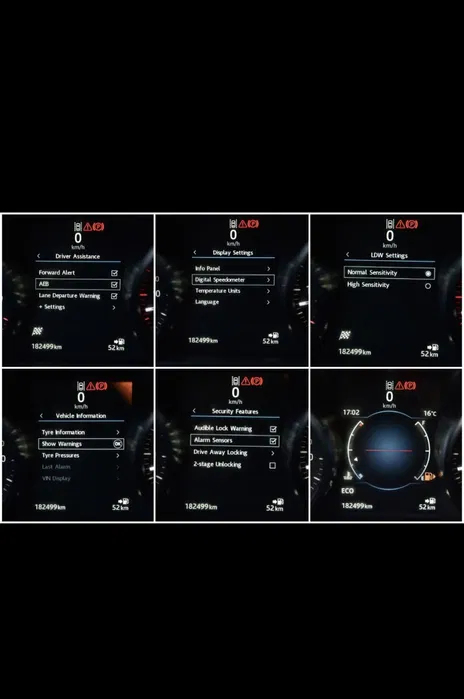 0
km/h
Driver Assistance
Forward Alert
AEB
Lane Departure Warning
+ Settings
182499km
52km
0
km/h
Display Settings
Info Panel
Digital Speedometer
Temperature Units
Language
182499km
52km
0
km/h
LDW Settings
Normal Sensitivity
High Sensitivity
182499km
52km
0
km/h
Vehicle Information
Tyre Information
Show Warnings
OK
Tyre Pressures
Last Alarm
VIN Display
182499km
52km
0
km/h
Security Features
Audible Lock Warning
Alarm Sensors
Drive Away Locking
2-stage Unlocking
182499km
52km
0
km/h
17:02
16°C
ECO
182499km
52km